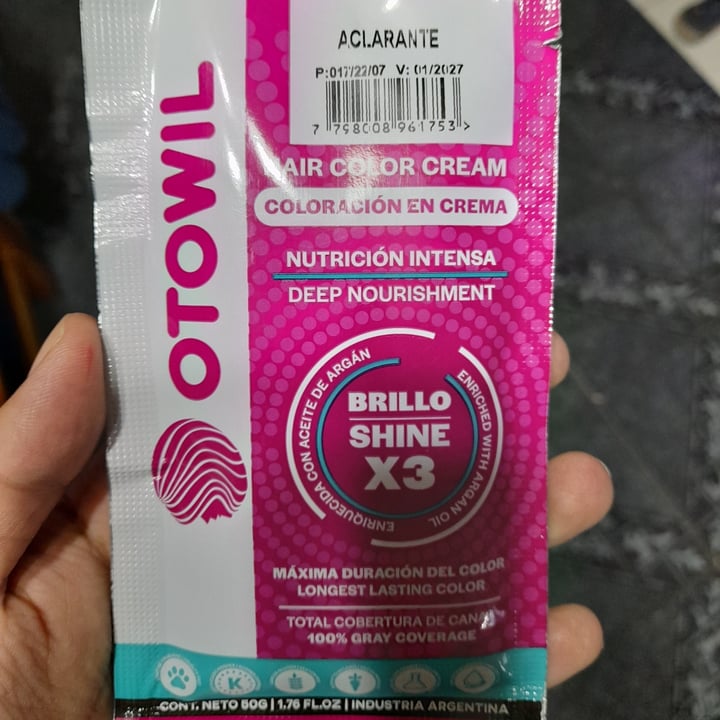 ACLARANTE
P:017/22/07 V: 01/2027
7 798008 961753 >
OTOWIL
HAIR COLOR CREAM
COLORACIÓN EN CREMA
NUTRICIÓN INTENSA
DEEP NOURISHMENT
ENRIQUECIDA CON ACEITE DE ARGÁN
ENRICHED WITH ARGAN OIL
BRILLO
SHINE
X3
MÁXIMA DURACIÓN DEL COLOR
LONGEST LASTING COLOR
TOTAL COBERTURA DE CANAS
100% GRAY COVERAGE
K
CONT. NETO 50G | 1.76 FL.OZ | INDUSTRIA ARGENTINA